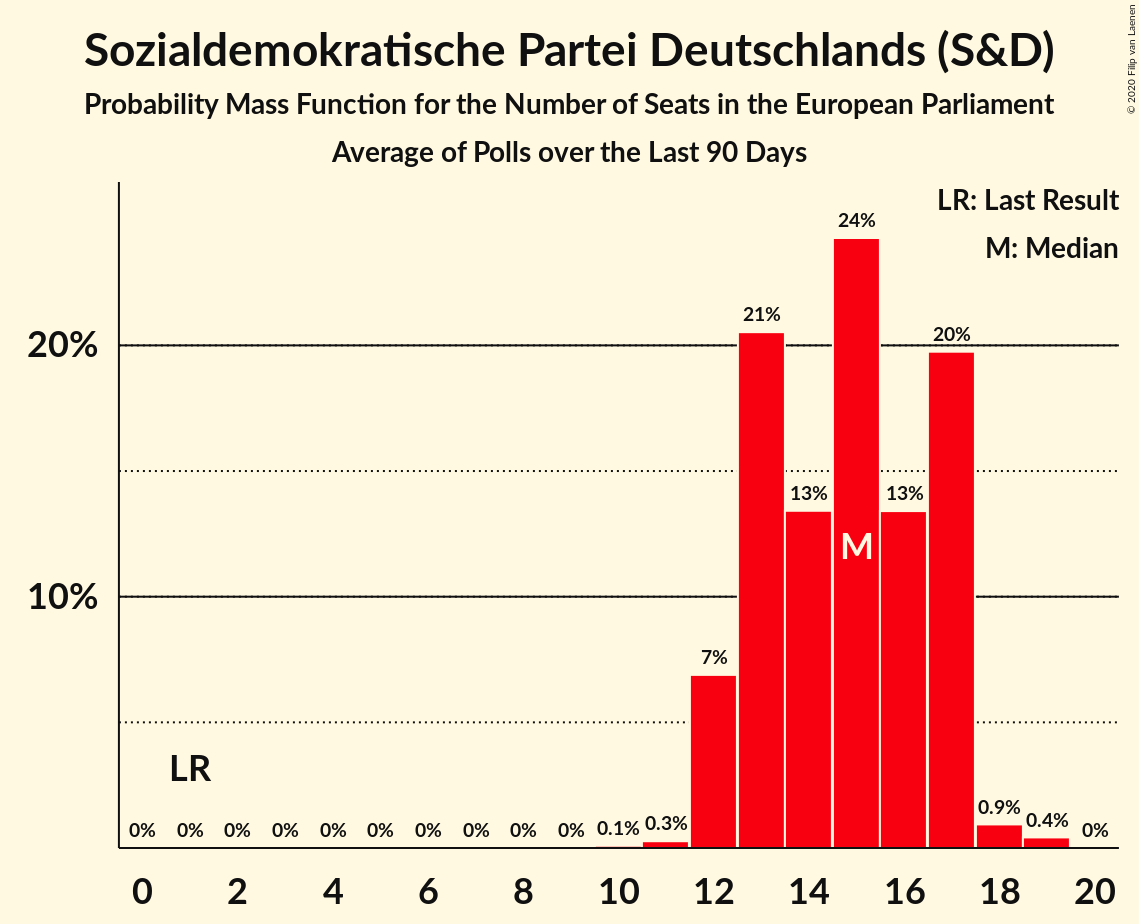 Sozialdemokratische Partei Deutschlands (S&D)
Probability Mass Function for the Number of Seats in the European Parliament
Average of Polls over the Last 90 Days
© 2020 Filip van Laenen
LR: Last Result
M: Median
24%
21%
20%
20%
13%
13%
M
10%
7%
LR
0% 0% 0% 0% 0% 0% 0% 0% 0% 0% 0.1% 0.3% 0.9% 0.4% 0%
0 2 4 6 8 10 12 14 16 18 20